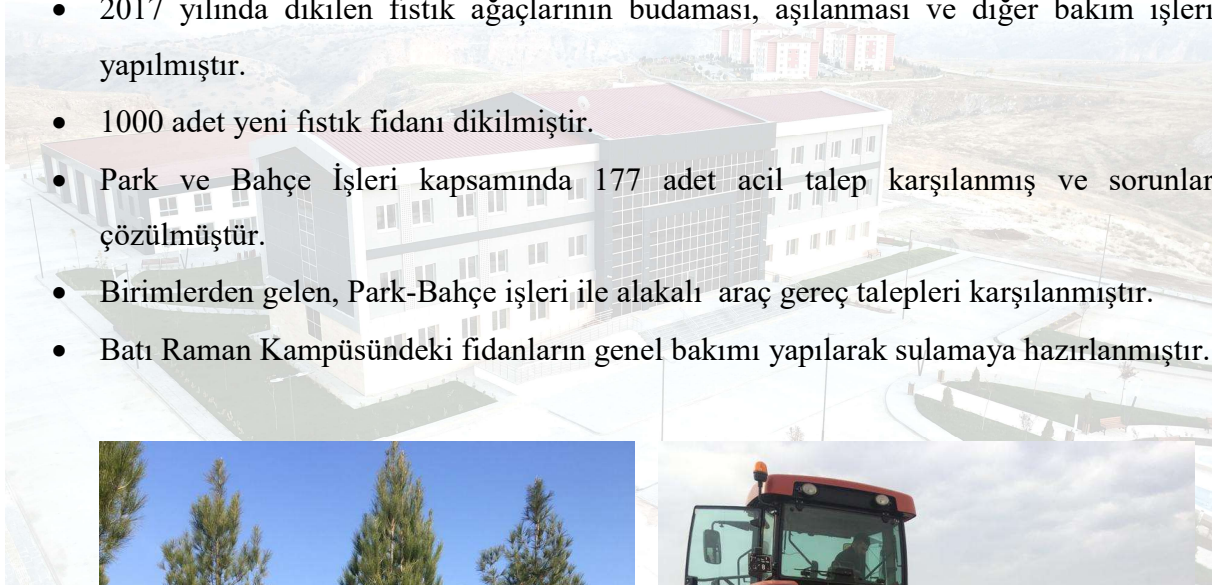 • 2017 yılında dikilen fıstık ağaçlarının budaması, aşılanması ve diğer bakım işleri
yapılmıştır.
• 1000 adet yeni fıstık fidanı dikilmiştir.
• Park ve Bahçe İşleri kapsamında 177 adet acil talep karşılanmış ve sorunlar
çözülmüştür.
• Birimlerden gelen, Park-Bahçe işleri ile alakalı araç gereç talepleri karşılanmıştır.
• Batı Raman Kampüsündeki fidanların genel bakımı yapılarak sulamaya hazırlanmıştır.